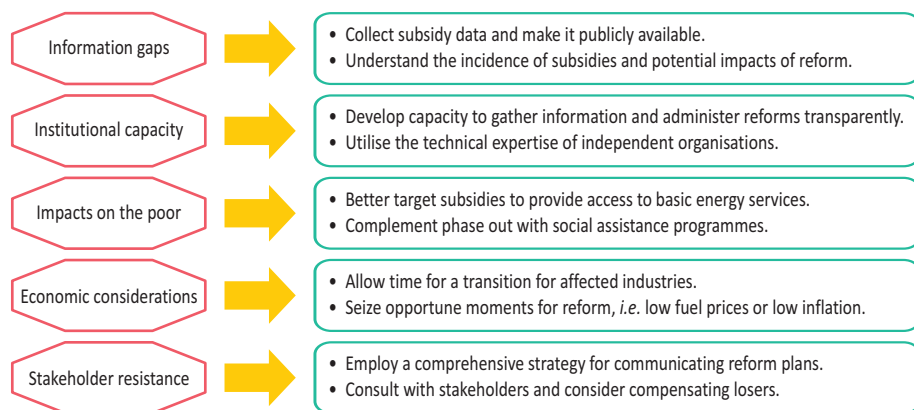 Information gaps
• Collect subsidy data and make it publicly available.
• Understand the incidence of subsidies and potential impacts of reform.
Institutional capacity
• Develop capacity to gather information and administer reforms transparently.
• Utilise the technical expertise of independent organisations.
Impacts on the poor
• Better target subsidies to provide access to basic energy services.
• Complement phase out with social assistance programmes.
Economic considerations
• Allow time for a transition for affected industries.
• Seize opportune moments for reform, i.e. low fuel prices or low inflation.
Stakeholder resistance
• Employ a comprehensive strategy for communicating reform plans.
• Consult with stakeholders and consider compensating losers.